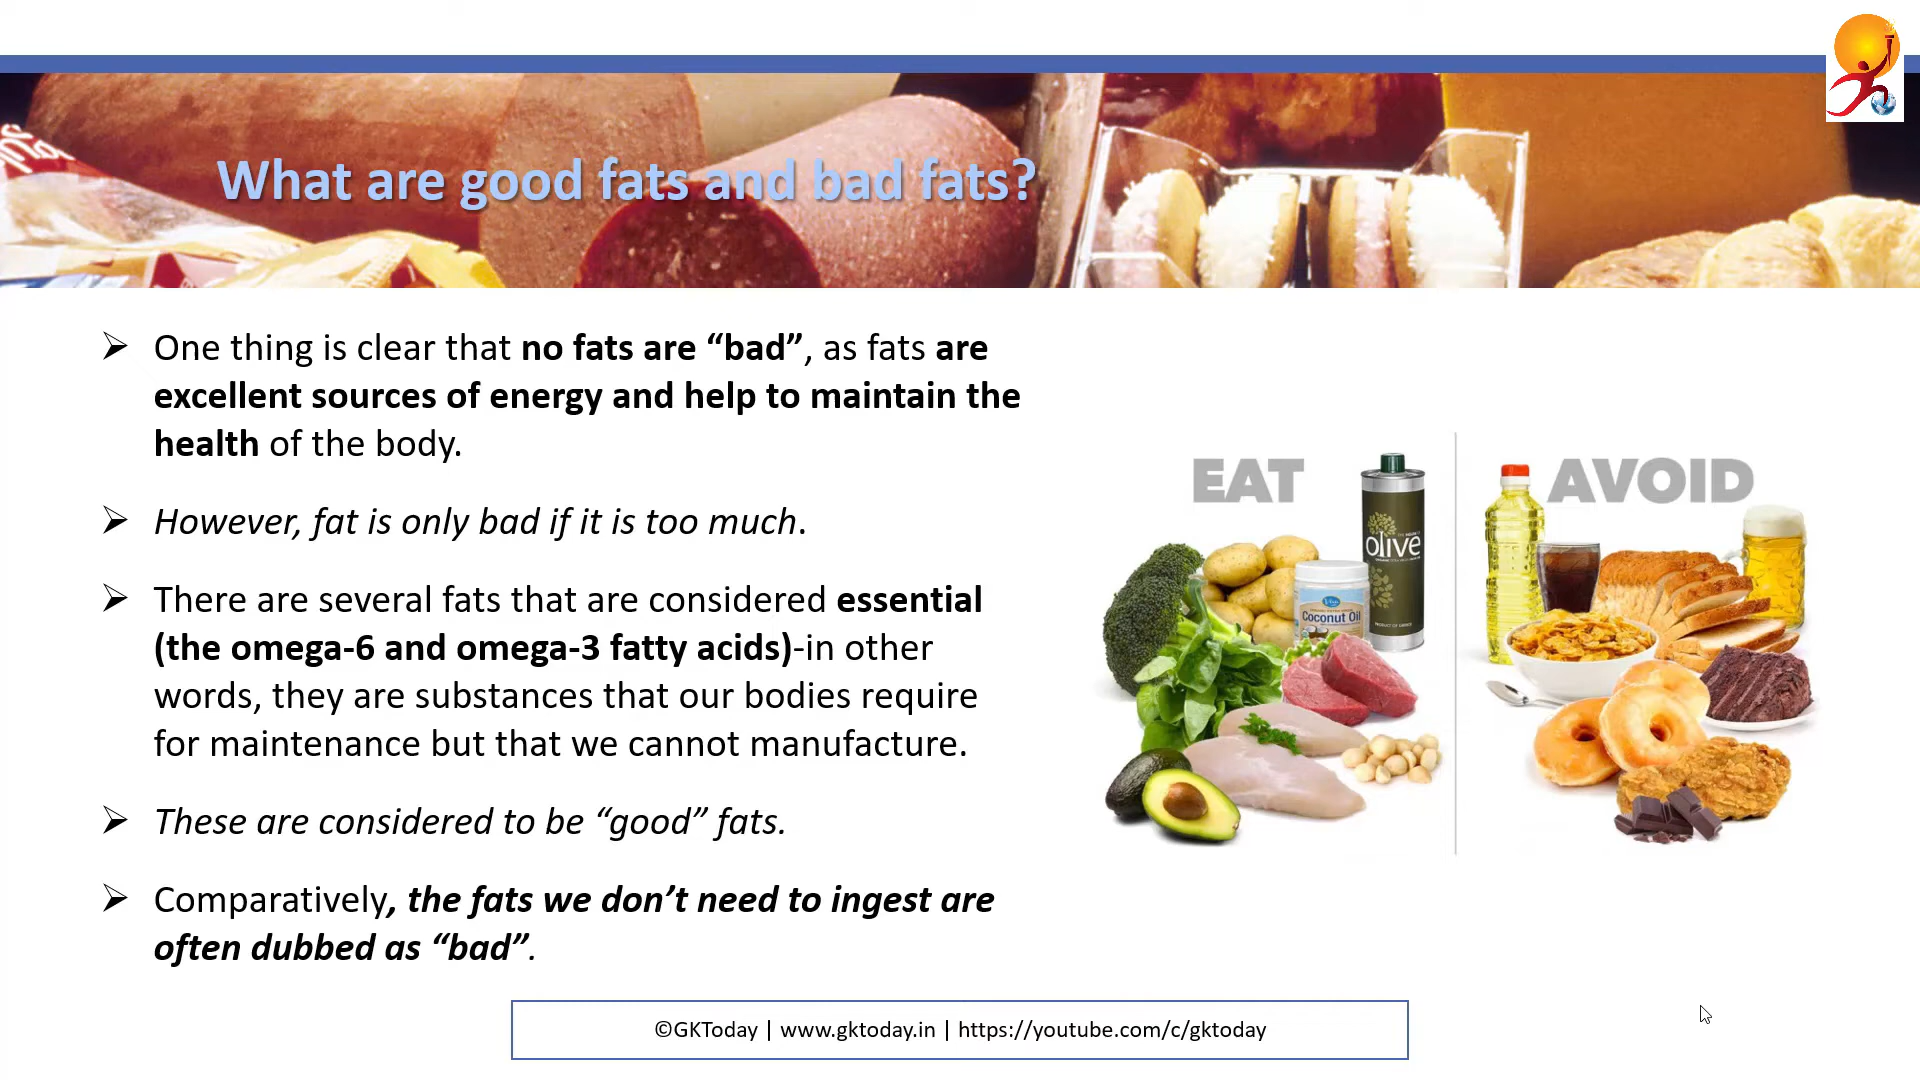 What are good fats and bad fats?
➢ One thing is clear that no fats are “bad”, as fats are
excellent sources of energy and help to maintain the
health of the body.
➢ However, fat is only bad if it is too much.
➢ There are several fats that are considered essential
(the omega-6 and omega-3 fatty acids)-in other
words, they are substances that our bodies require
for maintenance but that we cannot manufacture.
➢ These are considered to be “good” fats.
➢ Comparatively, the fats we don’t need to ingest are
often dubbed as “bad”.
EAT
olive
Coconut Oil
AVOID
©GKToday | www.gktoday.in | https://youtube.com/c/gktoday